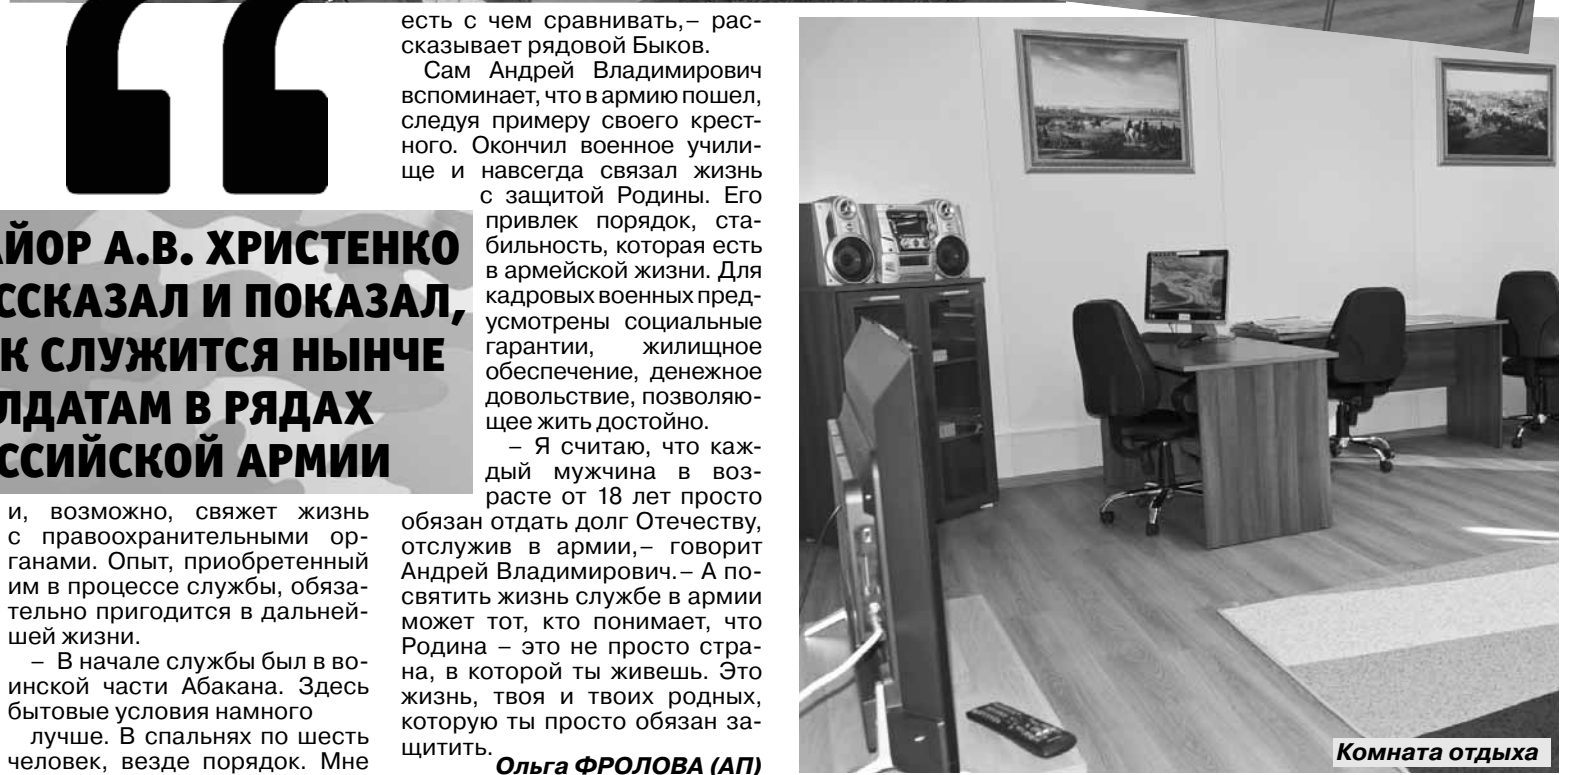 АЙОР А.В. ХРИСТЕНКО
ССКАЗАЛ И ПОКАЗАЛ,
К СЛУЖИТСЯ НЫНЧЕ
ЛДАТАМ В РЯДАХ
ССИЙСКОЙ АРМИИ
и, возможно, свяжет жизнь
с правоохранительными ор-
ганами. Опыт, приобретенный
им в процессе службы, обяза-
тельно пригодится в дальней-
шей жизни.
– В начале службы был в во-
инской части Абакана. Здесь
бытовые условия намного
лучше. В спальнях по шесть
человек, везде порядок. Мне
есть с чем сравнивать,– рас-
сказывает рядовой Быков.
Сам Андрей Владимирович
вспоминает, что в армию пошел,
следуя примеру своего крест-
ного. Окончил военное учили-
ще и навсегда связал жизнь
с защитой Родины. Его
привлек порядок, ста-
бильность, которая есть
в армейской жизни. Для
кадровых военных пред-
усмотрены социальные
гарантии, жилищное
обеспечение, денежное
довольствие, позволяю-
щее жить достойно.
– Я считаю, что каж-
дый мужчина в воз-
расте от 18 лет просто
обязан отдать долг Отечеству,
отслужив в армии,– говорит
Андрей Владимирович.– А по-
святить жизнь службе в армии
может тот, кто понимает, что
Родина – это не просто стра-
на, в которой ты живешь. Это
жизнь, твоя и твоих родных,
которую ты просто обязан за-
щитить.
Ольга ФРОЛОВА (АП)
Комната отдыха